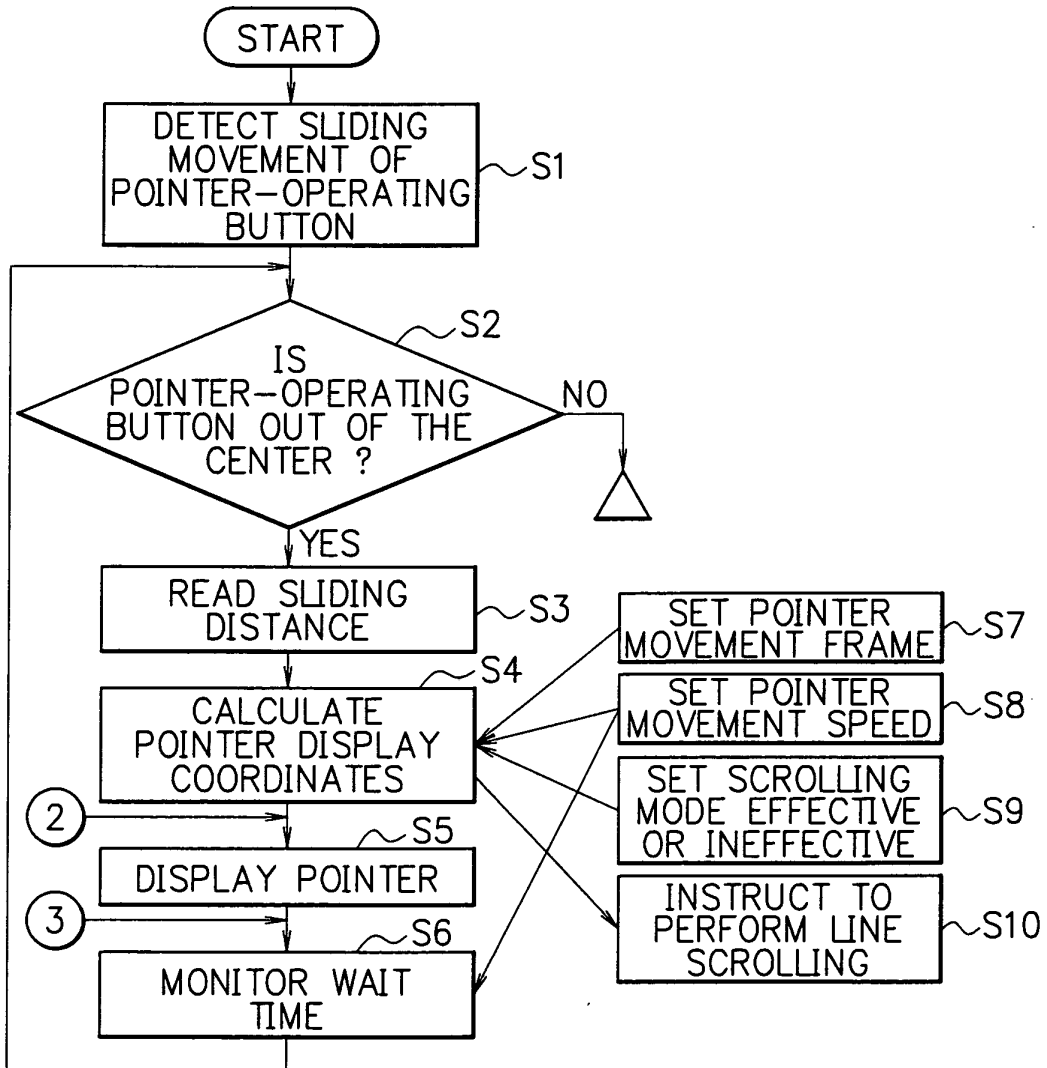 START
DETECT SLIDING
MOVEMENT OF
POINTER-OPERATING
BUTTON
S1
S2
IS
POINTER-OPERATING
BUTTON OUT OF THE
CENTER ?
NO
YES
READ SLIDING
DISTANCE
S3
S4
CALCULATE
POINTER DISPLAY
COORDINATES
2
S5
DISPLAY POINTER
3
S6
MONITOR WAIT
TIME
SET POINTER
MOVEMENT FRAME
S7
SET POINTER
MOVEMENT SPEED
S8
SET SCROLLING
MODE EFFECTIVE
OR INEFFECTIVE
S9
INSTRUCT TO
PERFORM LINE
SCROLLING
S10